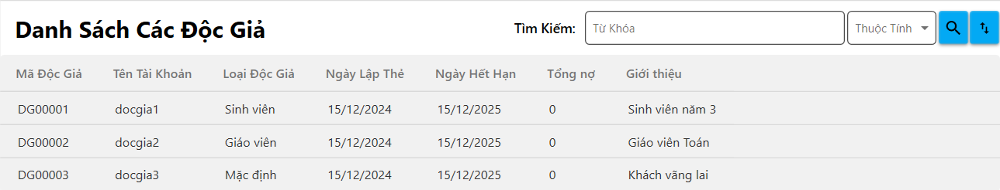 Danh Sách Các Độc Giả Tìm Kiếm: Từ Khóa Thuộc Tính
Mã Độc Giả Tên Tài Khoản Loại Độc Giả Ngày Lập Thẻ Ngày Hết Hạn Tổng nợ Giới thiệu
DG00001 docgia1 Sinh viên 15/12/2024 15/12/2025 0 Sinh viên năm 3
DG00002 docgia2 Giáo viên 15/12/2024 15/12/2025 0 Giáo viên Toán
DG00003 docgia3 Mặc định 15/12/2024 15/12/2025 0 Khách vãng lai